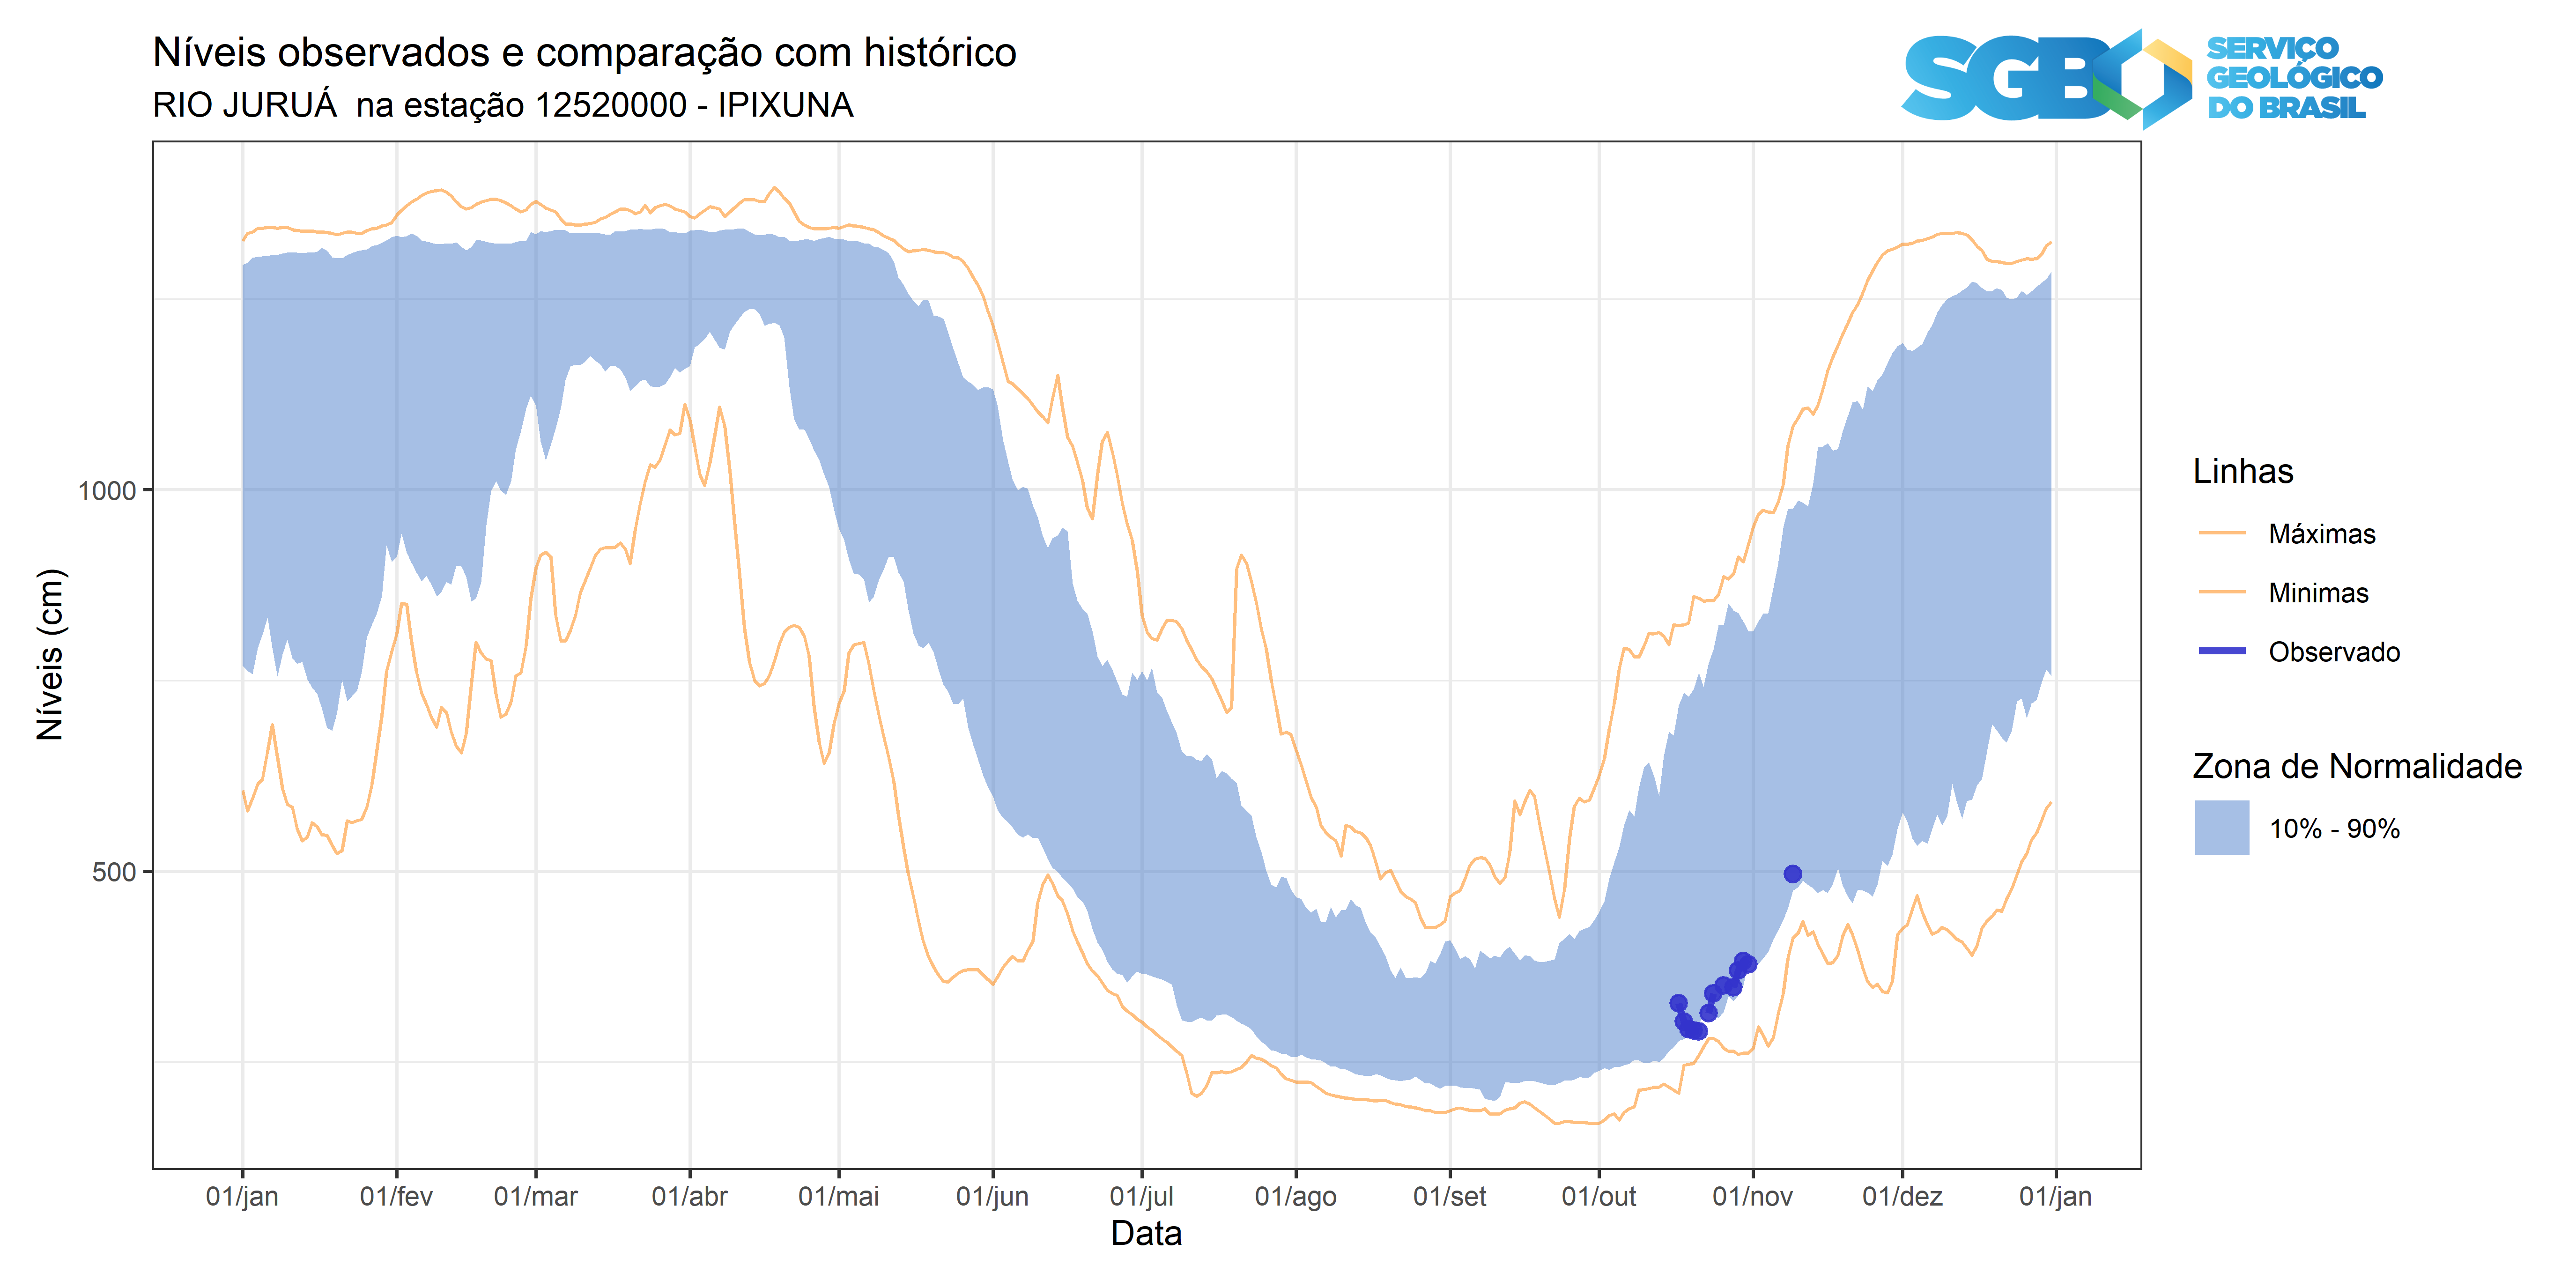 Níveis observados e comparação com histórico
RIO JURUÁ  na estação 12520000 - IPIXUNA
SGB
SERVIÇO
GEOLÓGICO
DO BRASIL
Níveis (cm)
1000
500
01/jan
01/fev
01/mar
01/abr
01/mai
01/jun
01/jul
01/ago
01/set
01/out
01/nov
01/dez
01/jan
Data
Linhas
Máximas
Minimas
Observado
Zona de Normalidade
10% - 90%